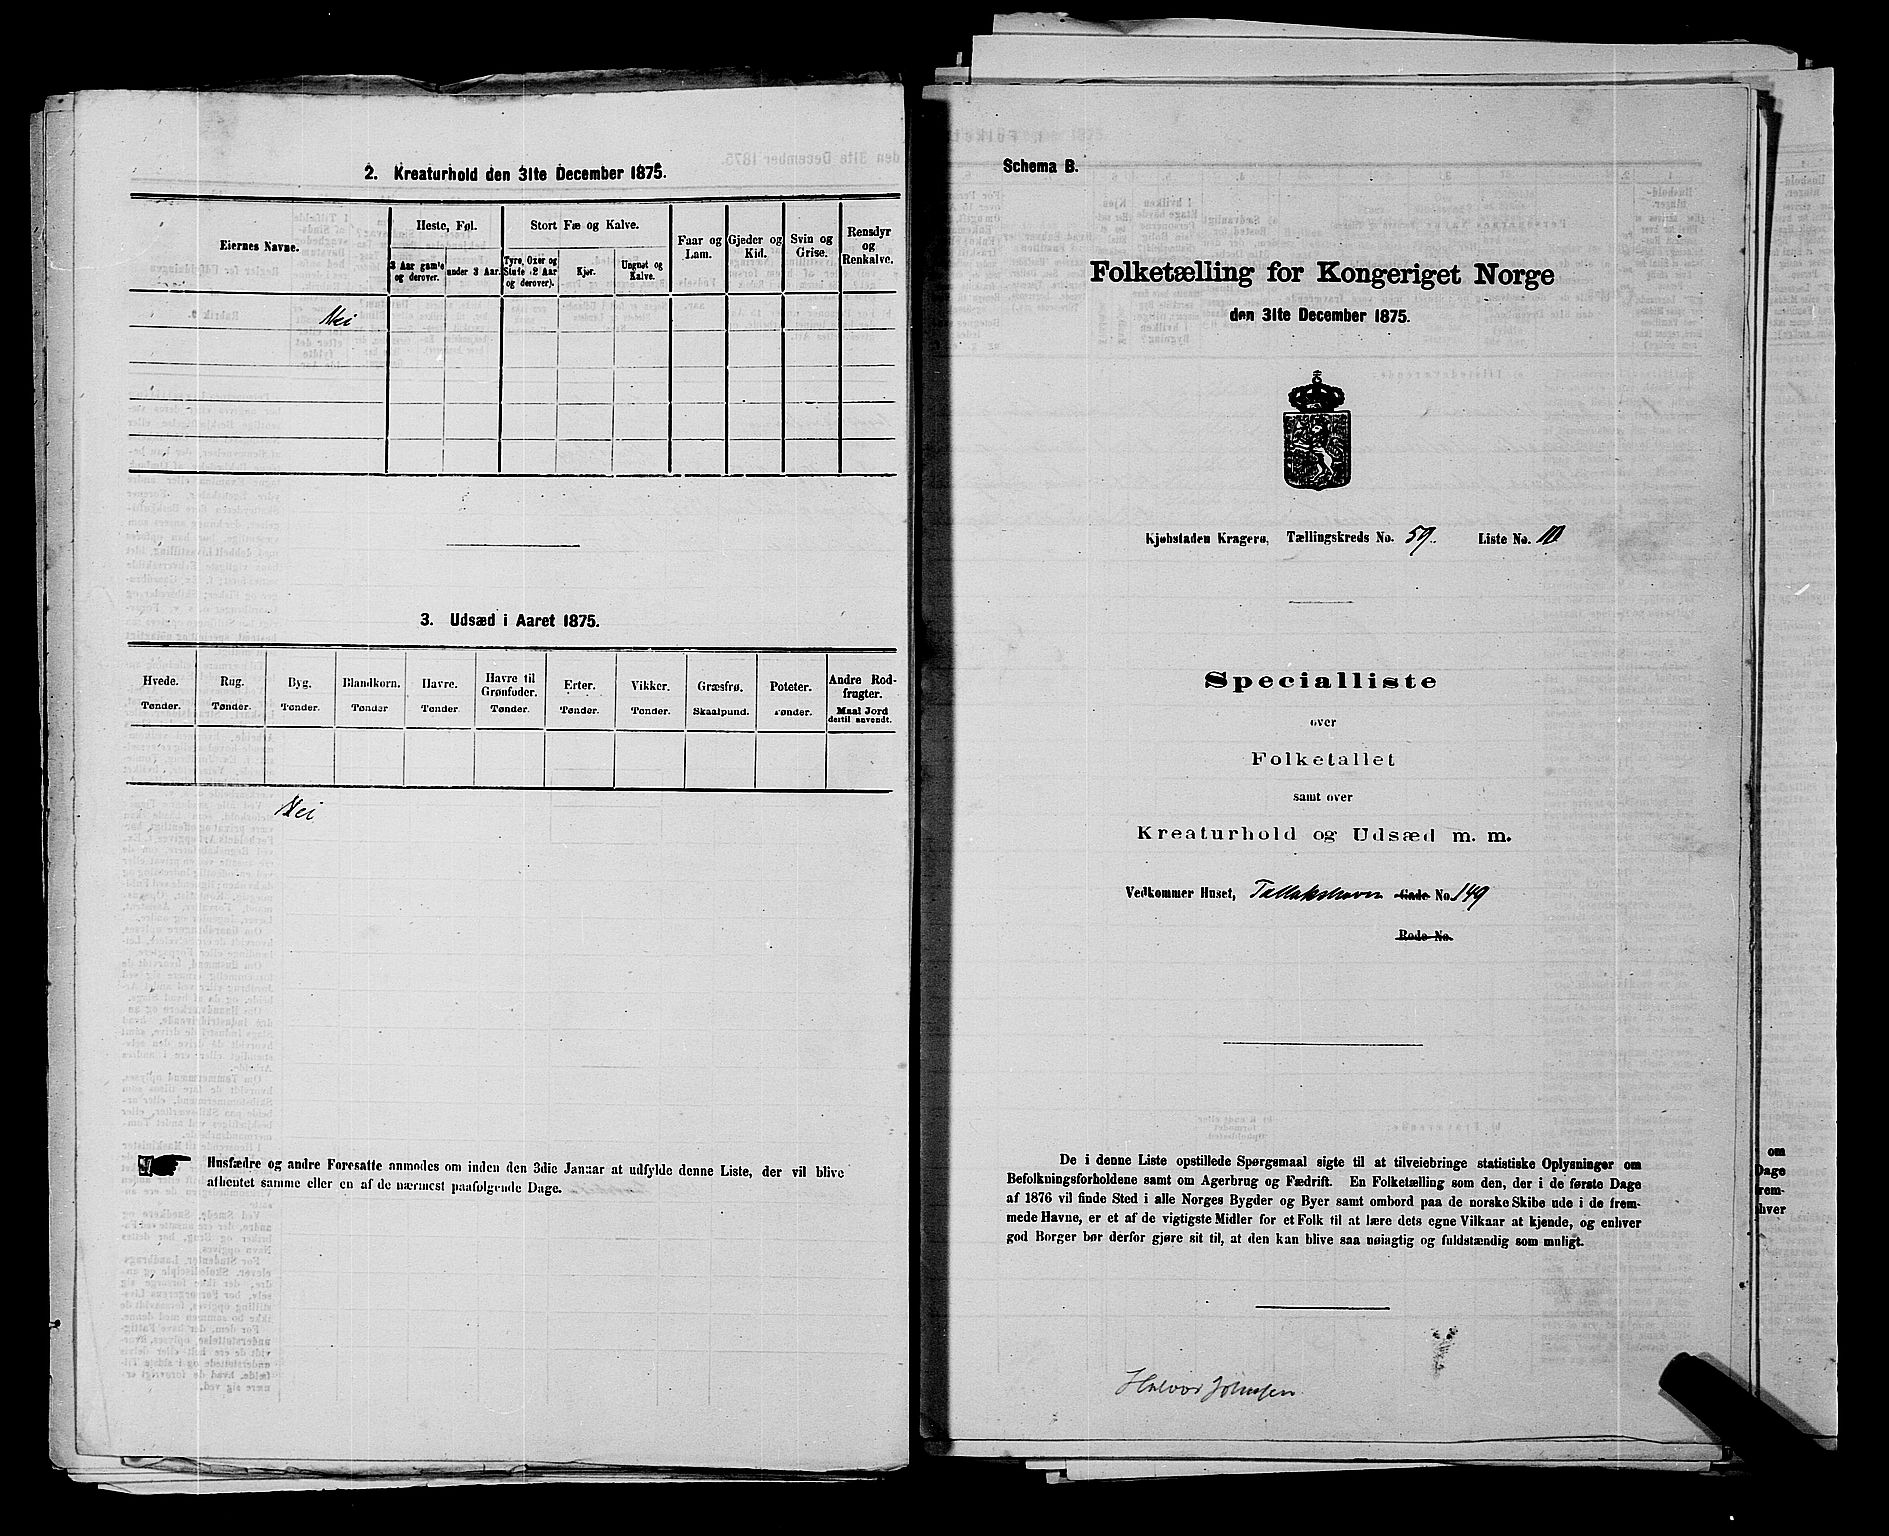 2. Kreaturhold den 31te December 1875.
Eiernes Navne.
Heste, Føl.
Stort Fæ og Kalve.
Faar og Lam.
Gjeder og Kid.
Svin og Grise.
Rensdyr og Renkalve.
3 Aar gamle og derover.
under 3 Aar.
Tyre, Oxer og Stute (2 Aar og derover).
Kjør.
Ungnøt og Kalve.
Nei
3. Udsæd i Aaret 1875.
Hvede. Rug. Byg. Blandkorn. Havre. Havre til Grønfoder. Erter. Vikker. Græsfrø. Poteter. Andre Rodfrugter.
Tønder. Tønder. Tønder. Tønder Tønder. Tønder. Tønder. Tønder. Skaalpund. Tønder. Maal Jord dertil anvendt.
Nei
Husfædre og andre Foresatte anmodes om inden den 3die Januar at udfylde denne Liste, der vil blive
afhentet samme eller en af de nærmest paafølgende Dage.
Schema B.
Folketælling for Kongeriget Norge
den 31te December 1875.
Kjøbstaden Kragerø, Tællingskreds No. 59. Liste No. 10
Specialliste
over
Folketallet
samt over
Kreaturhold og Udsæd m. m.
Vedkommer Huset, Tallakshavn Gade No. 149
Rode No.
De i denne Liste opstillede Spørgsmaal sigte til at tilveiebringe statistiske Oplysninger om
Befolkningsforholdene samt om Agerbrug og Fædrift. En Folketælling som den, der i de første Dage
af 1876 vil finde Sted i alle Norges Bygder og Byer samt ombord paa de norske Skibe ude i de frem-
mede Havne, er et af de vigtigste Midler for et Folk til at lære dets egne Vilkaar at kjende, og enhver
god Borger bør derfor gjøre sit til, at den kan blive saa nøiagtig og fuldstændig som muligt.
Halvor Johnsen
om
Dage
frem-
hver